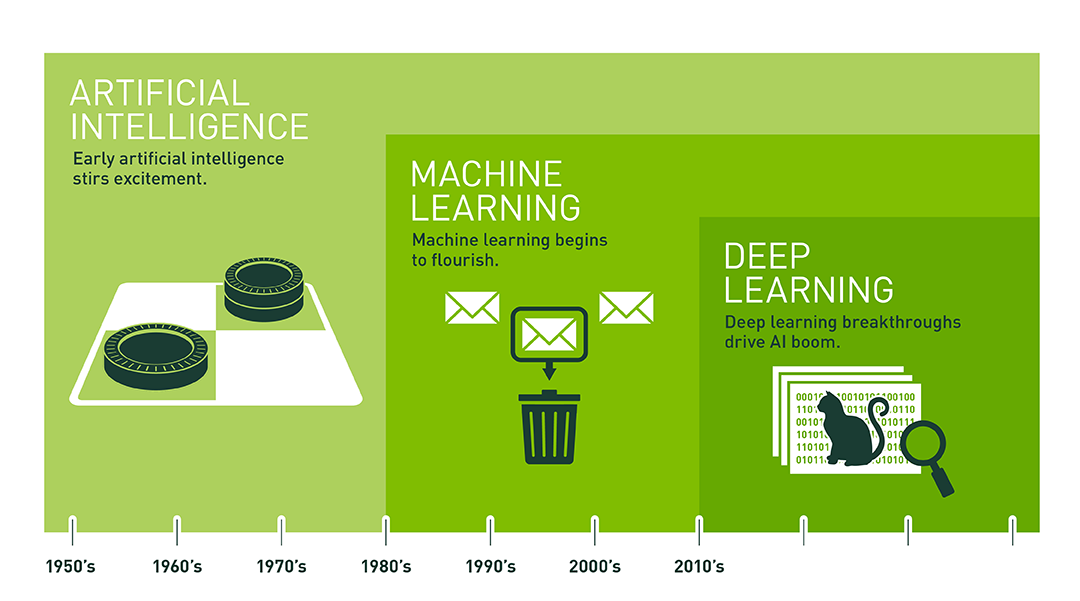 ARTIFICIAL
INTELLIGENCE
Early artificial intelligence
stirs excitement.
MACHINE
LEARNING
Machine learning begins
to flourish.
DEEP
LEARNING
Deep learning breakthroughs
drive AI boom.
1950's
1960's
1970's
1980's
1990's
2000's
2010's